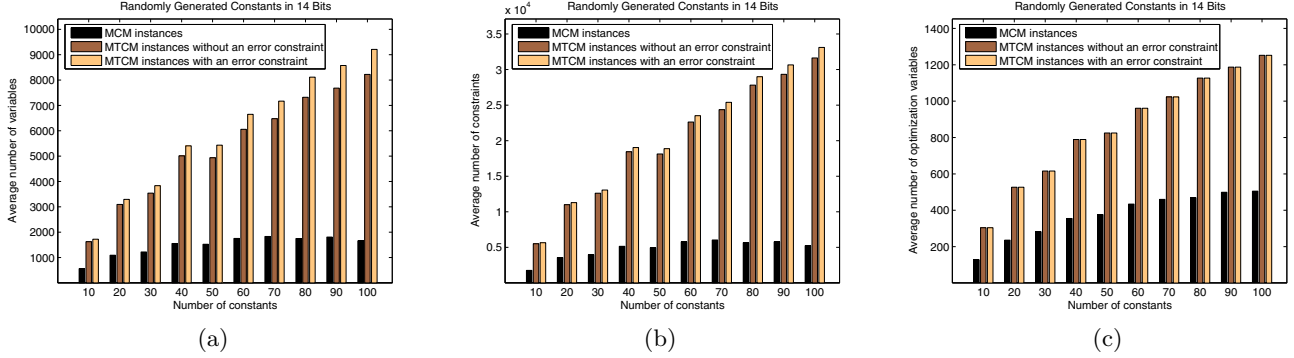 Randomly Generated Constants in 14 Bits
MCM instances
MTCM instances without an error constraint
MTCM instances with an error constraint
Average number of variables
10000
9000
8000
7000
6000
5000
4000
3000
2000
1000
10 20 30 40 50 60 70 80 90 100
Number of constants
(a)
x 10^4
Randomly Generated Constants in 14 Bits
MCM instances
MTCM instances without an error constraint
MTCM instances with an error constraint
Average number of constraints
3.5
3
2.5
2
1.5
1
0.5
10 20 30 40 50 60 70 80 90 100
Number of constants
(b)
Randomly Generated Constants in 14 Bits
MCM instances
MTCM instances without an error constraint
MTCM instances with an error constraint
Average number of optimization variables
1400
1200
1000
800
600
400
200
10 20 30 40 50 60 70 80 90 100
Number of constants
(c)